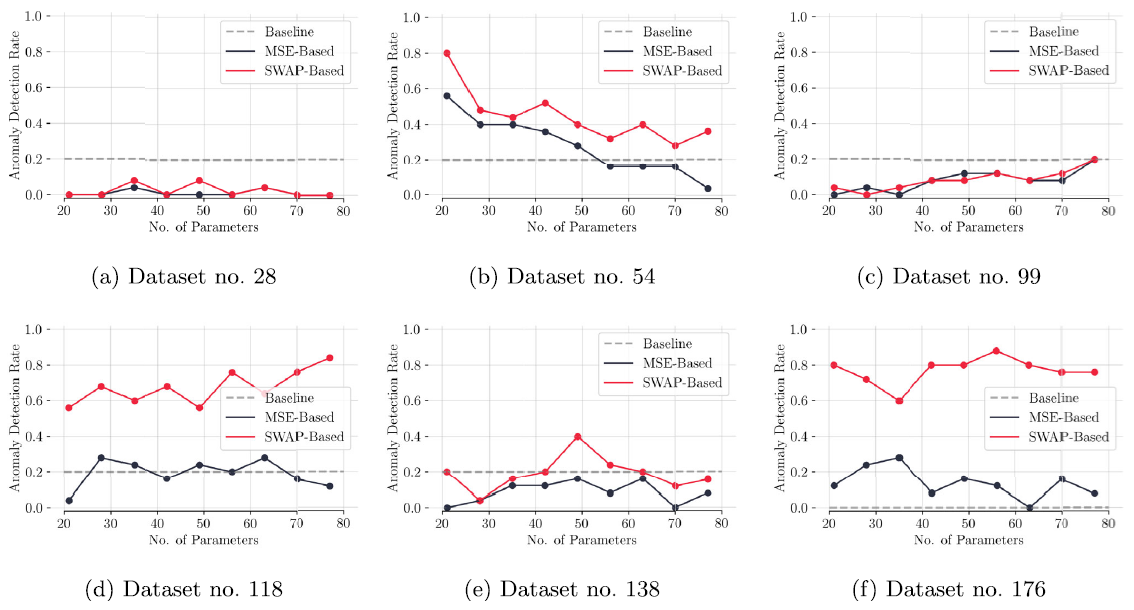 1.0
0.8
0.6
0.4
0.2
0.0
Anomaly Detection Rate
Baseline
MSE-Based
SWAP-Based
20 30 40 50 60 70 80
No. of Parameters
(a) Dataset no. 28
1.0
0.8
0.6
0.4
0.2
0.0
Anomaly Detection Rate
Baseline
MSE-Based
SWAP-Based
20 30 40 50 60 70 80
No. of Parameters
(b) Dataset no. 54
1.0
0.8
0.6
0.4
0.2
0.0
Anomaly Detection Rate
Baseline
MSE-Based
SWAP-Based
20 30 40 50 60 70 80
No. of Parameters
(c) Dataset no. 99
1.0
0.8
0.6
0.4
0.2
0.0
Anomaly Detection Rate
Baseline
MSE-Based
SWAP-Based
20 30 40 50 60 70 80
No. of Parameters
(d) Dataset no. 118
1.0
0.8
0.6
0.4
0.2
0.0
Anomaly Detection Rate
Baseline
MSE-Based
SWAP-Based
20 30 40 50 60 70 80
No. of Parameters
(e) Dataset no. 138
1.0
0.8
0.6
0.4
0.2
0.0
Anomaly Detection Rate
Baseline
MSE-Based
SWAP-Based
20 30 40 50 60 70 80
No. of Parameters
(f) Dataset no. 176